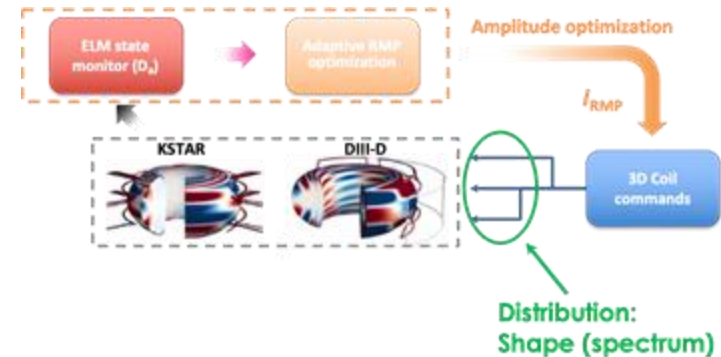 ELM state
monitor (Dα)
Adaptive RMP
optimization
Amplitude optimization
iRMP
KSTAR
DIII-D
3D Coil
commands
Distribution:
Shape (spectrum)